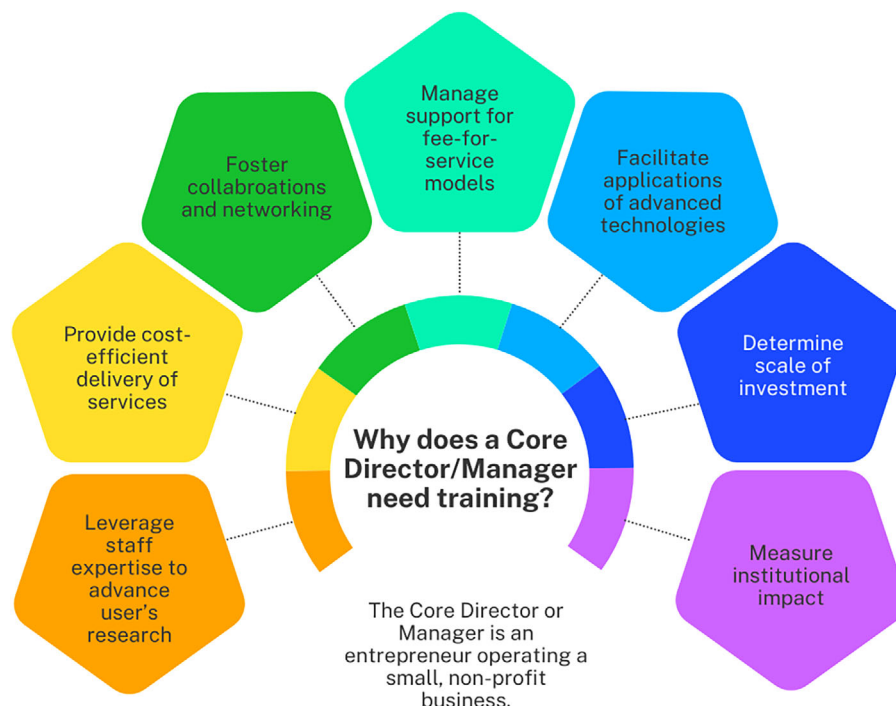 Manage
support for
fee-for-
service
models
Foster
collabroations
and networking
Facilitate
applications
of advanced
technologies
Provide cost-
efficient
delivery of
services
Determine
scale of
investment
Why does a Core
Director/Manager
need training?
Leverage
staff
expertise to
advance
user’s
research
Measure
institutional
impact
The Core Director or
Manager is an
entrepreneur operating a
small, non-profit
business.